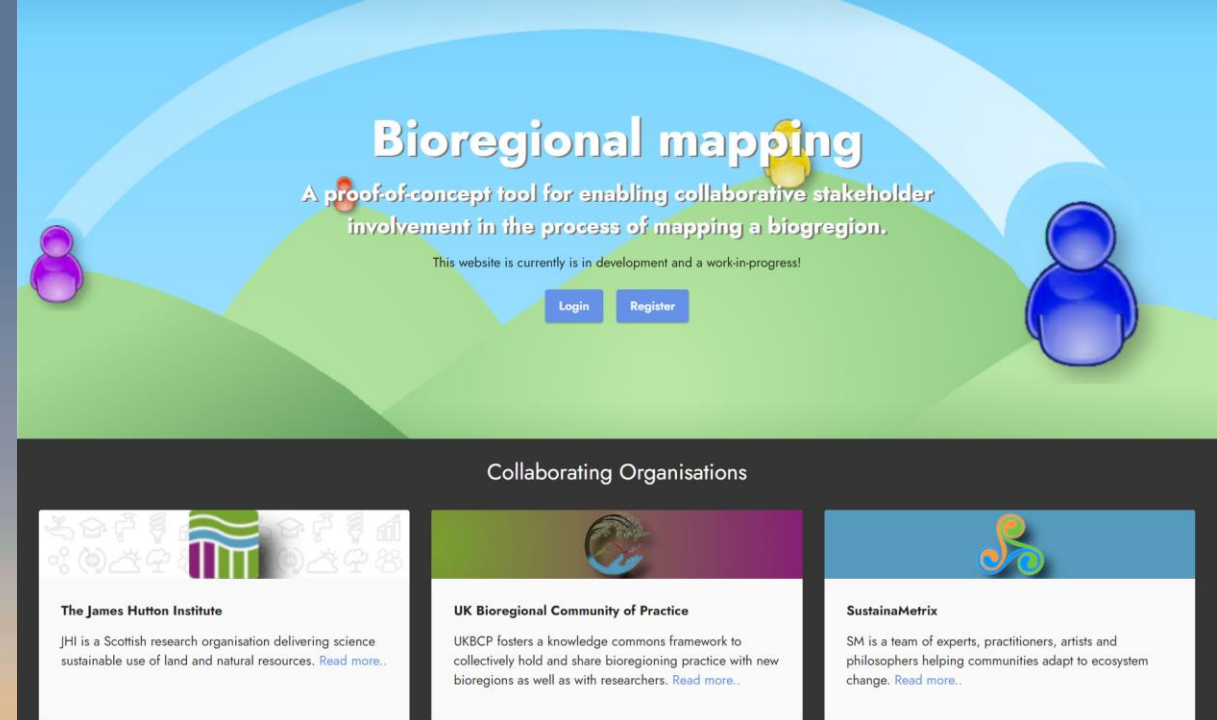 Bioregional mapping
A proof-of-concept tool for enabling collaborative stakeholder
involvement in the process of mapping a biogregion.
This website is currently is in development and a work-in-progress!
Login Register
Collaborating Organisations
The James Hutton Institute
JHI is a Scottish research organisation delivering science
sustainable use of land and natural resources. Read more..
UK Bioregional Community of Practice
UKBCP fosters a knowledge commons framework to
collectively hold and share bioregioning practice with new
bioregions as well as with researchers. Read more..
SustainaMetrix
SM is a team of experts, practitioners, artists and
philosophers helping communities adapt to ecosystem
change. Read more..